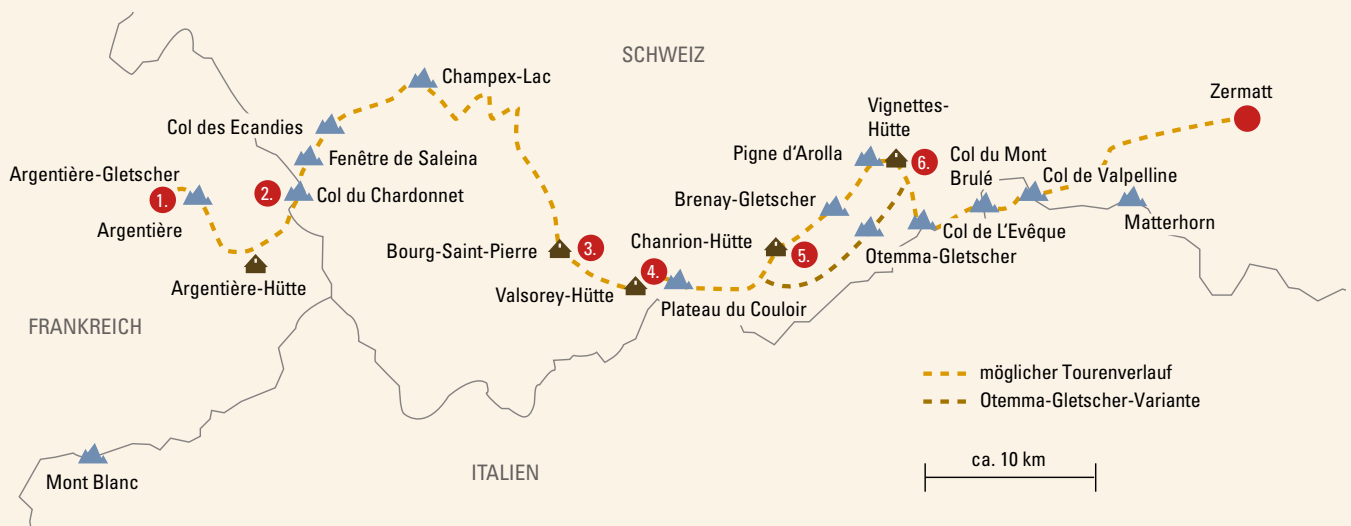 SCHWEIZ
Champex-Lac
Zermatt
Vignettes-
Hütte
Col des Ecandies
Fenêtre de Saleina
Pigne d'Arolla
6.
Col du Mont
Brulé
Argentière-Gletscher
1.
2.
Col du Chardonnet
Col de Valpelline
Brenay-Gletscher
Argentière
Matterhorn
Col de L'Evêque
Bourg-Saint-Pierre
3.
Chanrion-Hütte
5.
Otemma-Gletscher
4.
Argentière-Hütte
Valsorey-Hütte
Plateau du Couloir
FRANKREICH
möglicher Tourenverlauf
Otemma-Gletscher-Variante
ca. 10 km
ITALIEN
Mont Blanc